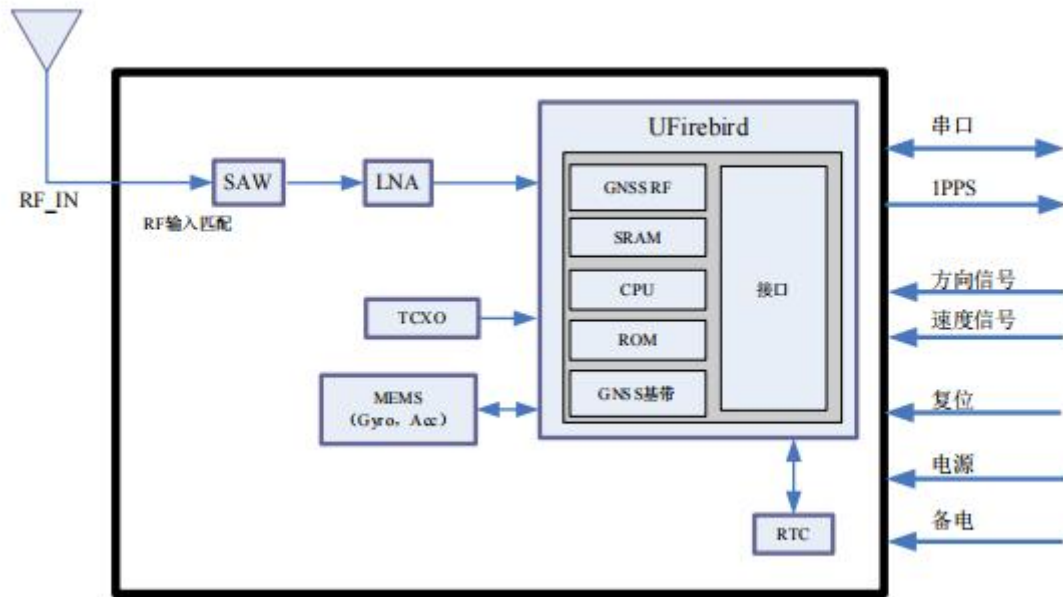 UFirebird
串口
RF_IN
SAW
LNA
GNSS RF
1PPS
RF输入匹配
SRAM
CPU
接口
方向信号
TCXO
速度信号
ROM
MEMS
(Gyro，Acc)
GNSS基带
复位
电源
RTC
备电